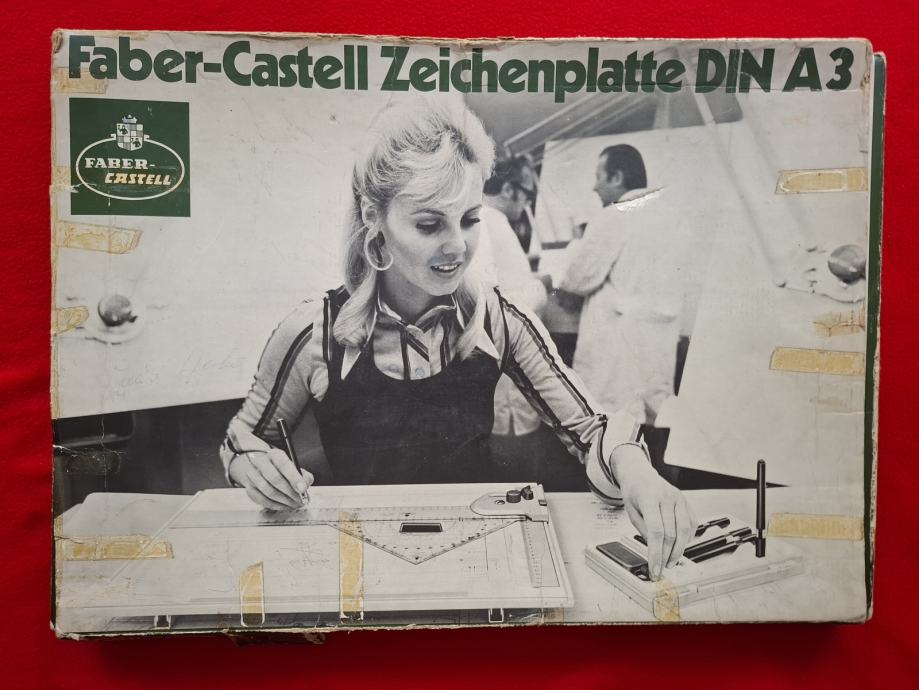 Faber-Castell Zeichenplatte DIN A3
FABER-
CASTELL